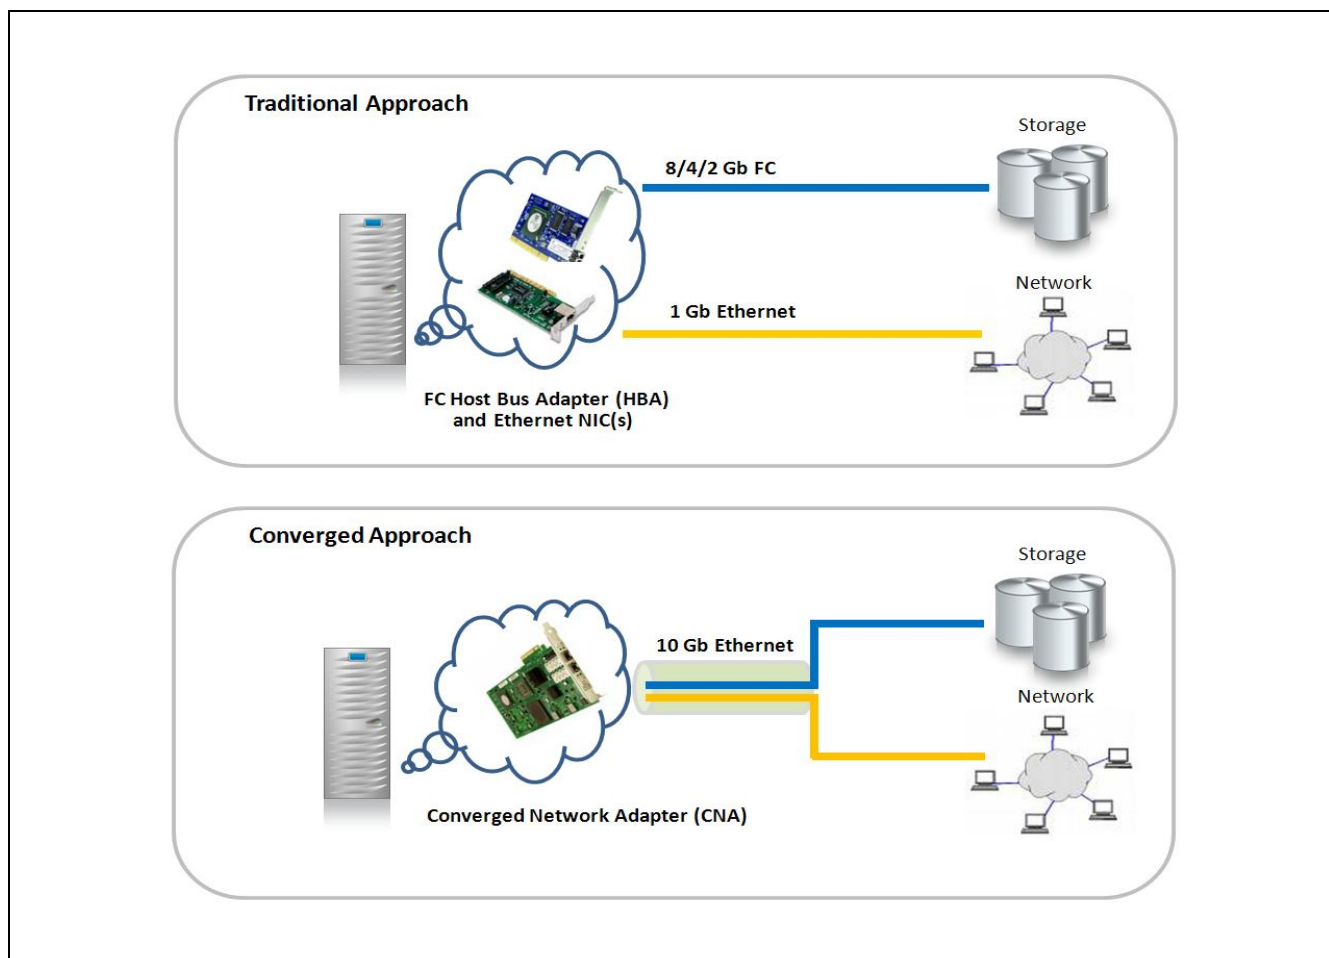 Traditional Approach
Storage
8/4/2 Gb FC
Network
1 Gb Ethernet
FC Host Bus Adapter (HBA)
and Ethernet NIC(s)
Converged Approach
Storage
10 Gb Ethernet
Network
Converged Network Adapter (CNA)